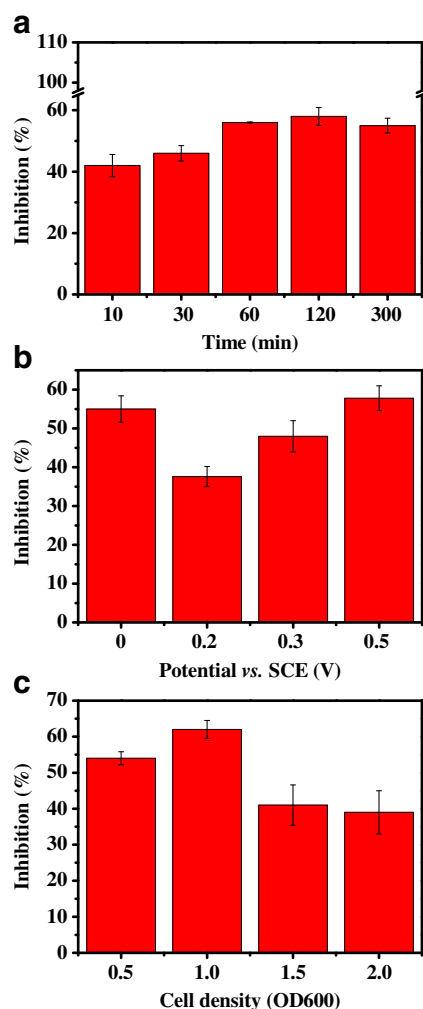 a
110
100
60
40
20
0
Inhibition (%)
10 30 60 120 300
Time (min)
b
60
50
40
30
20
10
0
Inhibition (%)
0 0.2 0.3 0.5
Potential vs. SCE (V)
c
70
60
50
40
30
20
10
0
Inhibition (%)
0.5 1.0 1.5 2.0
Cell density (OD600)